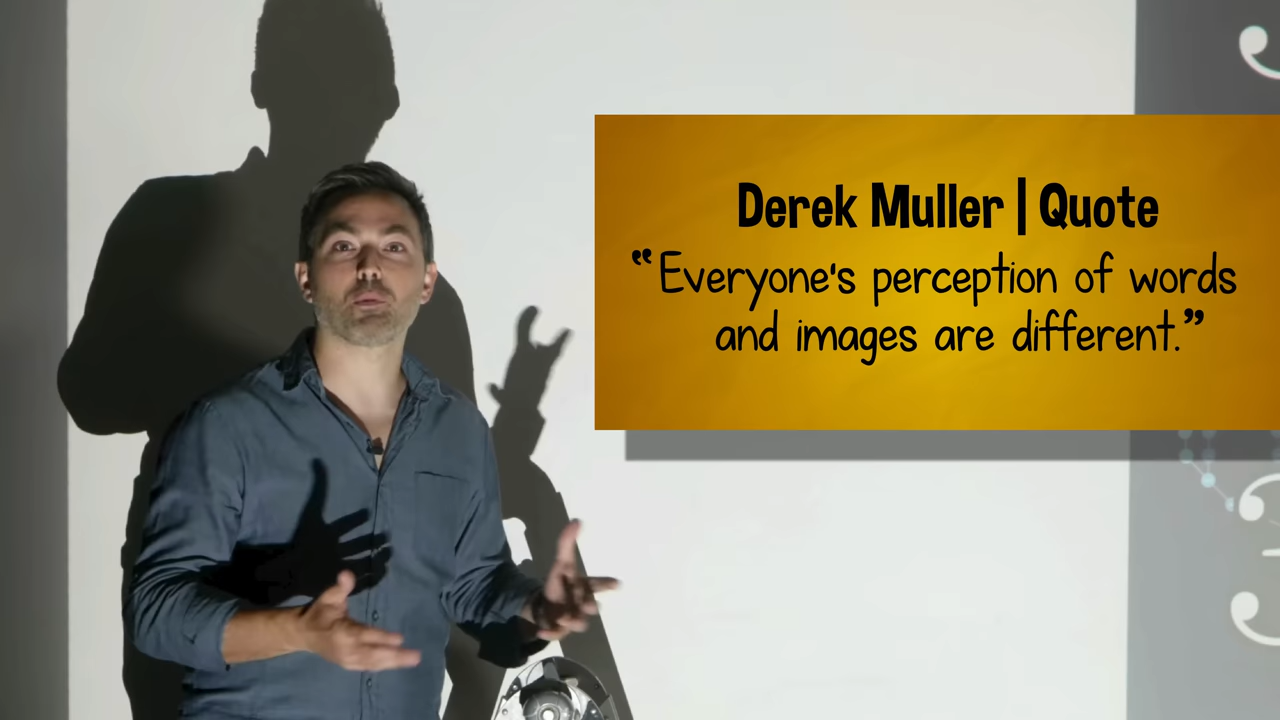 Derek Muller | Quote
“Everyone's perception of words
and images are different.”